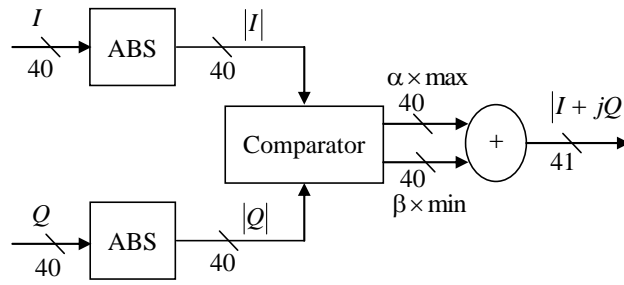 I
ABS
|I|
40
40
α × max
40
|I + jQ
Comparator
+
40
41
β × min
Q
ABS
|Q|
40
40